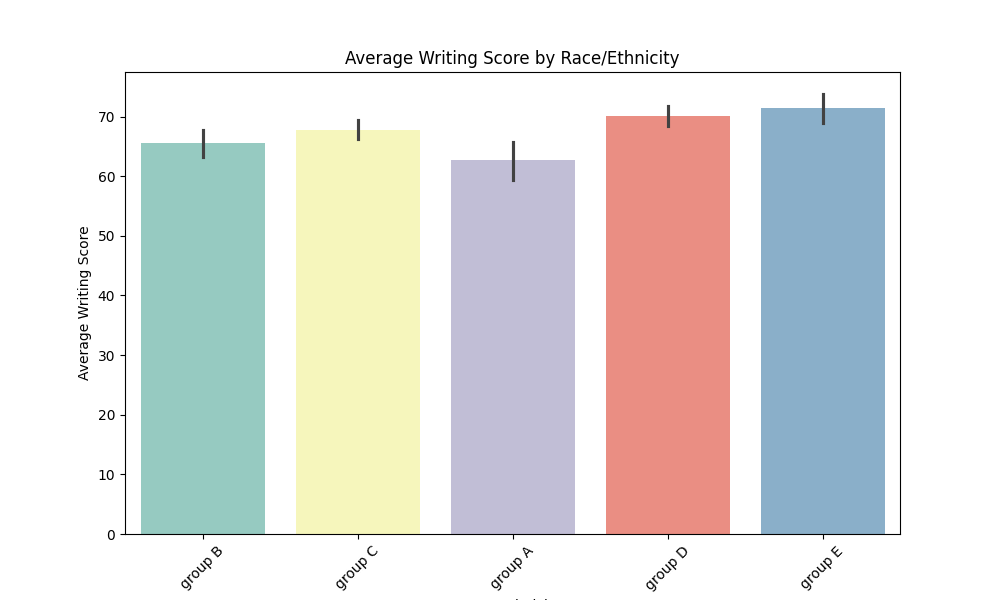 Average Writing Score by Race/Ethnicity
Average Writing Score
70
60
50
40
30
20
10
0
group B
group C
group A
group D
group E